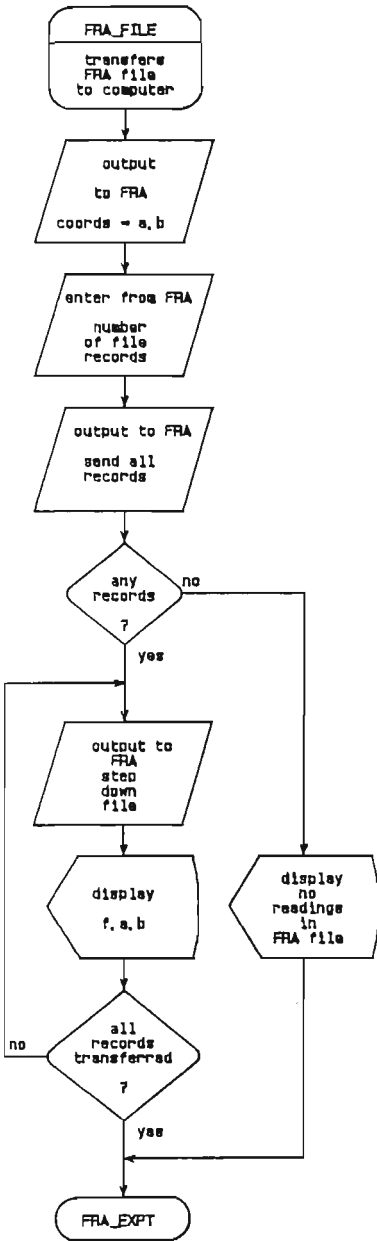 FRA_FILE
transfers
FRA file
to computer
output
to FRA
coords = a,b
enter from FRA
number
of file
records
output to FRA
send all
records
any
records
?
no
yes
output to
FRA
step
down
file
display
f,a,b
display
no
readings
in
FRA file
all
records
transferred
?
no
yes
FRA_EXPT